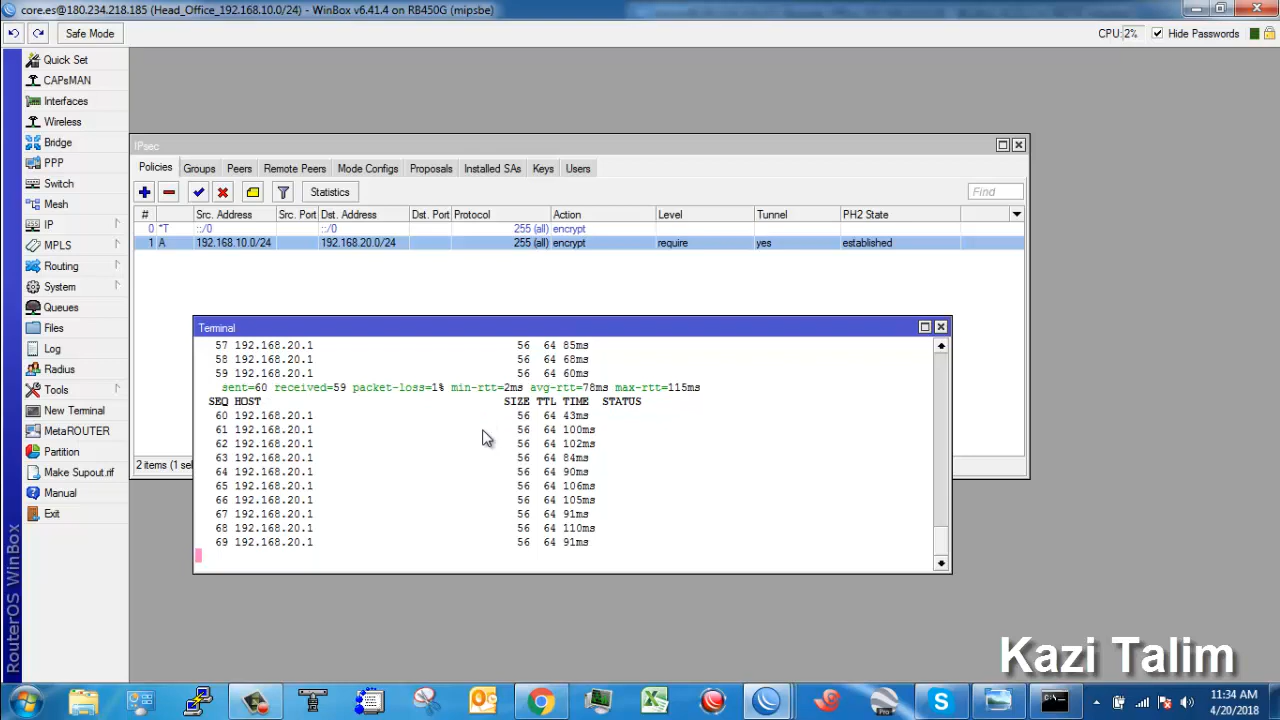 core.es@180.234.218.185 (Head_Office_192.168.10.0/24) - WinBox v6.41.4 on RB450G (mipsbe)
Safe Mode
CPU: 2%
Hide Passwords
Quick Set
CAPsMAN
Interfaces
Wireless
Bridge
PPP
Switch
Mesh
IP
MPLS
Routing
System
Queues
Files
Log
Radius
Tools
New Terminal
MetaROUTER
Partition
Make Supout.rif
Manual
Exit
RouterOS WinBox
IPsec
Policies Groups Peers Remote Peers Mode Configs Proposals Installed SAs Keys Users
Statistics
Find
# Src. Address Src. Port Dst. Address Dst. Port Protocol Action Level Tunnel PH2 State
0 *T ::/0 ::/0 255 (all) encrypt
1 A 192.168.10.0/24 192.168.20.0/24 255 (all) encrypt require yes established
2 items (1 sel
Terminal
57 192.168.20.1 56 64 85ms
58 192.168.20.1 56 64 68ms
59 192.168.20.1 56 64 60ms
sent=60 received=59 packet-loss=1% min-rtt=2ms avg-rtt=78ms max-rtt=115ms
SEQ HOST SIZE TTL TIME STATUS
60 192.168.20.1 56 64 43ms
61 192.168.20.1 56 64 100ms
62 192.168.20.1 56 64 102ms
63 192.168.20.1 56 64 84ms
64 192.168.20.1 56 64 90ms
65 192.168.20.1 56 64 106ms
66 192.168.20.1 56 64 105ms
67 192.168.20.1 56 64 91ms
68 192.168.20.1 56 64 110ms
69 192.168.20.1 56 64 91ms
Kazi Talim
11:34 AM
4/20/2018